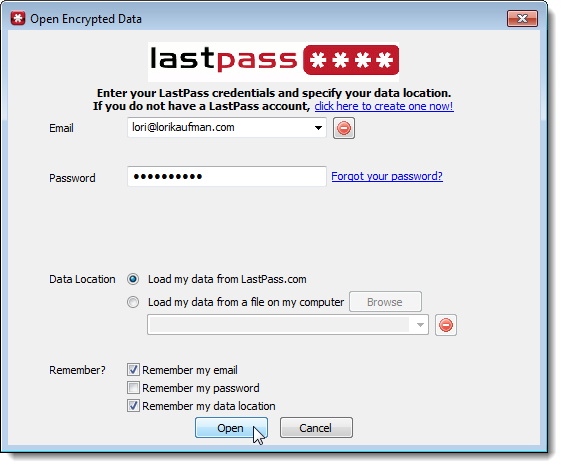 Open Encrypted Data
lastpass ****
Enter your LastPass credentials and specify your data location.
If you do not have a LastPass account, click here to create one now!
Email lori@lorikaufman.com
Password •••••••••• Forgot your password?
Data Location Load my data from LastPass.com
Load my data from a file on my computer Browse
Remember? Remember my email
Remember my password
Remember my data location
Open Cancel